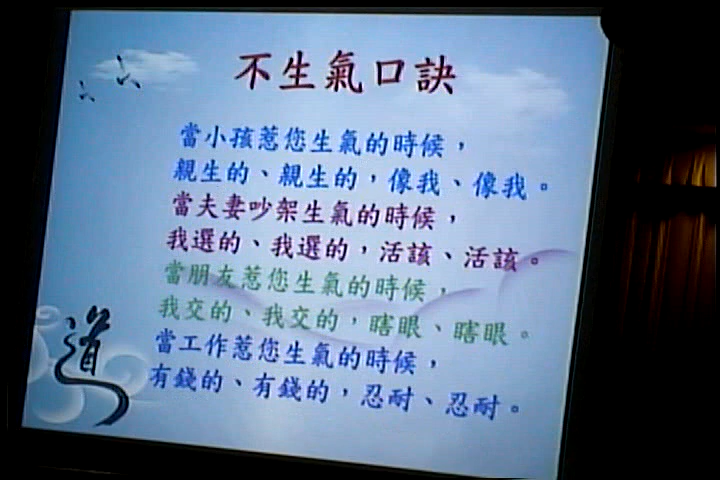 不生氣口訣
當小孩惹您生氣的時候，
親生的、親生的，像我、像我。
當夫妻吵架生氣的時候，
我選的、我選的，活該、活該。
當朋友惹您生氣的時候，
我交的、我交的，瞎眼、瞎眼。
當工作惹您生氣的時候，
有錢的、有錢的，忍耐、忍耐。
道